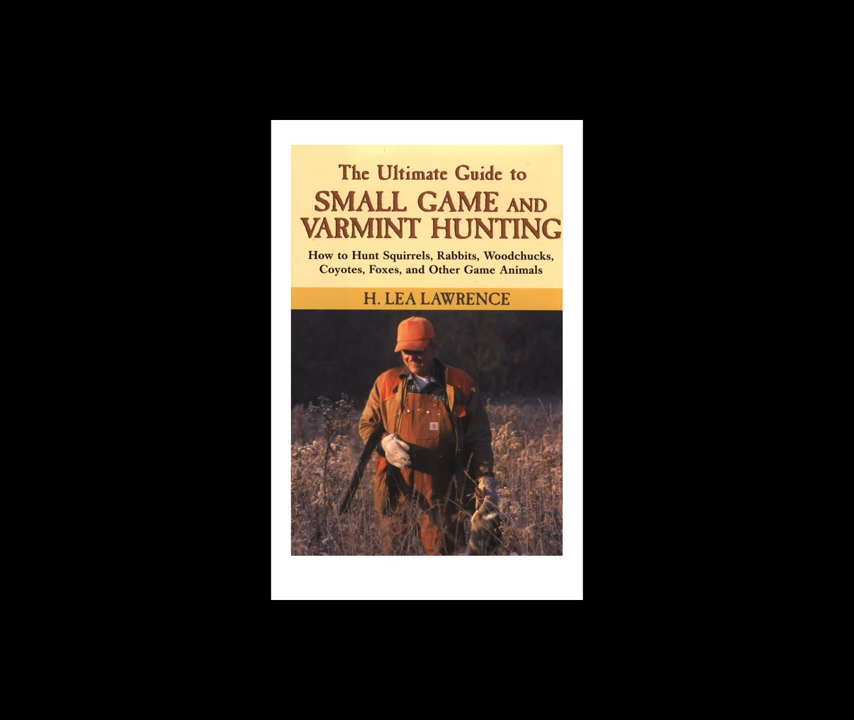 The Ultimate Guide to
SMALL GAME AND
VARMINT HUNTING
How to Hunt Squirrels, Rabbits, Woodchucks,
Coyotes, Foxes, and Other Game Animals
H. LEA LAWRENCE